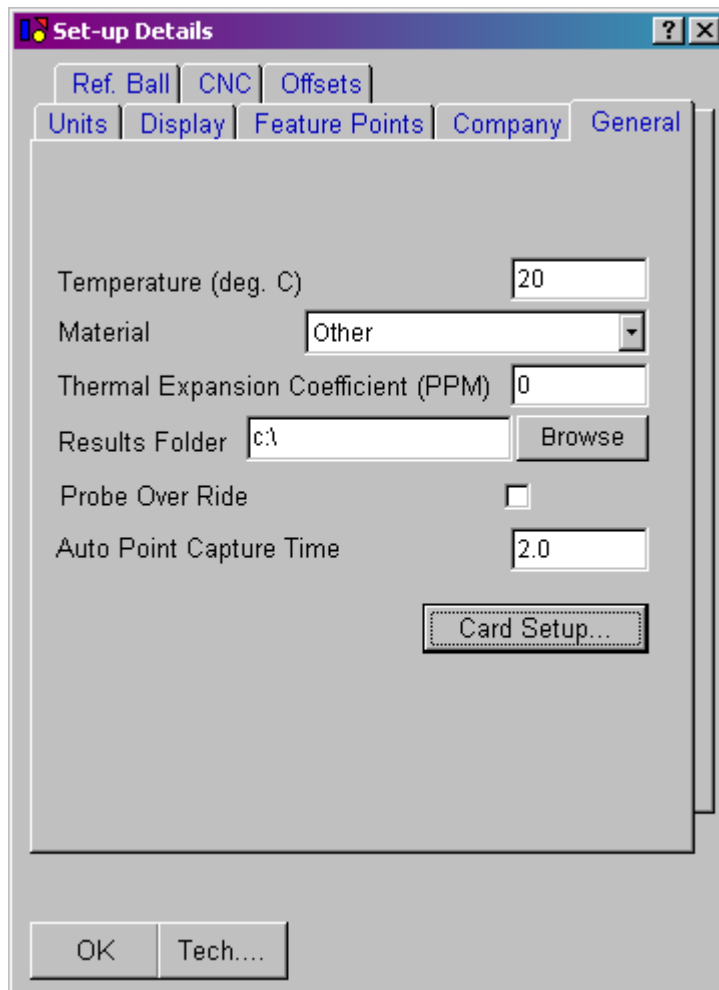 Set-up Details
Ref. Ball CNC Offsets
Units Display Feature Points Company General
Temperature (deg. C) 20
Material Other
Thermal Expansion Coefficient (PPM) 0
Results Folder c:\ Browse
Probe Over Ride
Auto Point Capture Time 2.0
Card Setup...
OK Tech....